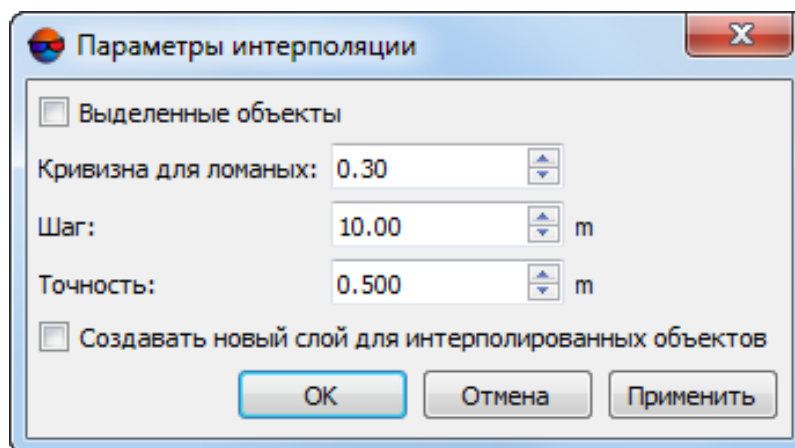 Параметры интерполяции
Выделенные объекты
Кривизна для ломаных: 0.30
Шаг: 10.00 m
Точность: 0.500 m
Создавать новый слой для интерполированных объектов
OK Отмена Применить